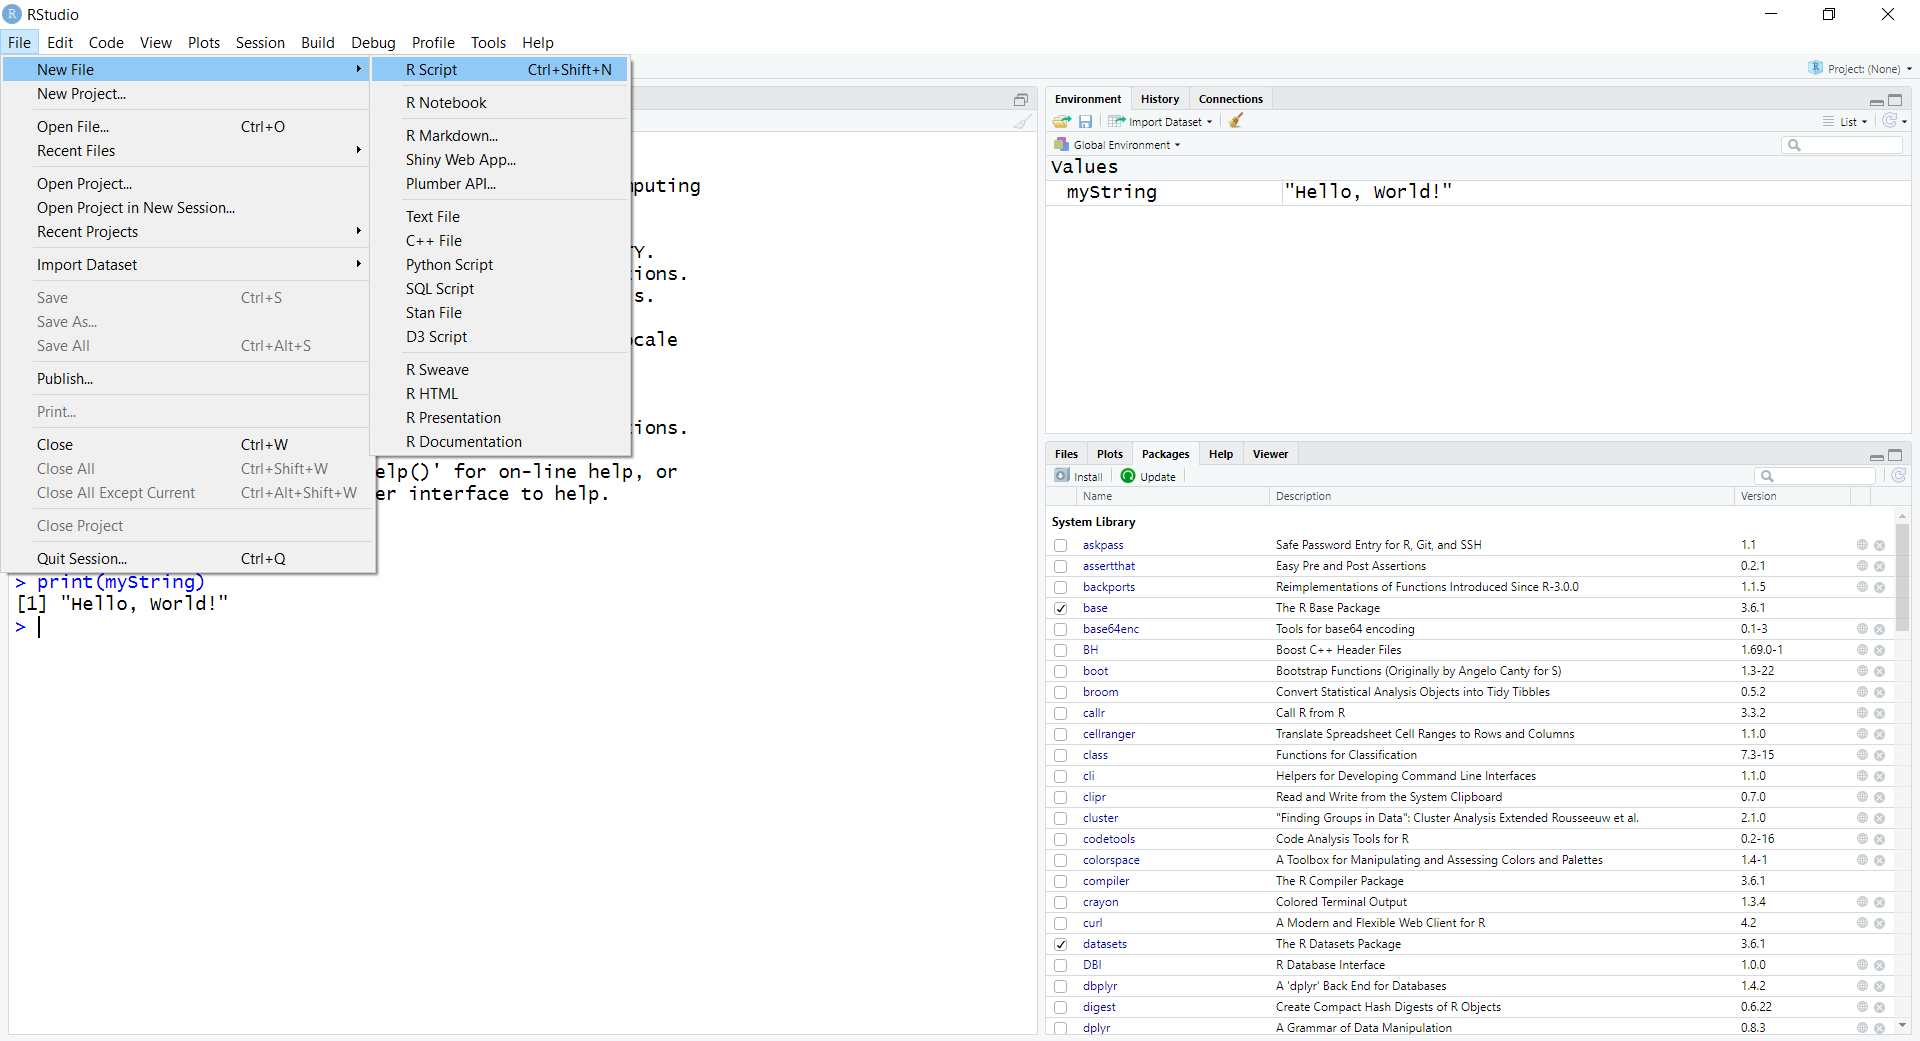 RStudio
File Edit Code View Plots Session Build Debug Profile Tools Help
New File
New Project...
Open File... Ctrl+O
Recent Files
Open Project...
Open Project in New Session...
Recent Projects
Import Dataset
Save Ctrl+S
Save As...
Save All Ctrl+Alt+S
Publish...
Print...
Close Ctrl+W
Close All Ctrl+Shift+W
Close All Except Current Ctrl+Alt+Shift+W
Close Project
Quit Session... Ctrl+Q
R Script Ctrl+Shift+N
R Notebook
R Markdown...
Shiny Web App...
Plumber API...
Text File
C++ File
Python Script
SQL Script
Stan File
D3 Script
R Sweave
R HTML
R Presentation
R Documentation
mputing
TY.
ions.
s.
ocale
ions.
elp()' for on-line help, or
er interface to help.
> print(myString)
[1] "Hello, World!"
>
Project: (None)
Environment History Connections
Import Dataset List
Global Environment
Values
myString "Hello, World!"
Files Plots Packages Help Viewer
Install Update
Name Description Version
System Library
askpass Safe Password Entry for R, Git, and SSH 1.1
assertthat Easy Pre and Post Assertions 0.2.1
backports Reimplementations of Functions Introduced Since R-3.0.0 1.1.5
base The R Base Package 3.6.1
base64enc Tools for base64 encoding 0.1-3
BH Boost C++ Header Files 1.69.0-1
boot Bootstrap Functions (Originally by Angelo Canty for S) 1.3-22
broom Convert Statistical Analysis Objects into Tidy Tibbles 0.5.2
callr Call R from R 3.3.2
cellranger Translate Spreadsheet Cell Ranges to Rows and Columns 1.1.0
class Functions for Classification 7.3-15
cli Helpers for Developing Command Line Interfaces 1.1.0
clipr Read and Write from the System Clipboard 0.7.0
cluster "Finding Groups in Data": Cluster Analysis Extended Rousseeuw et al. 2.1.0
codetools Code Analysis Tools for R 0.2-16
colorspace A Toolbox for Manipulating and Assessing Colors and Palettes 1.4-1
compiler The R Compiler Package 3.6.1
crayon Colored Terminal Output 1.3.4
curl A Modern and Flexible Web Client for R 4.2
datasets The R Datasets Package 3.6.1
DBI R Database Interface 1.0.0
dbplyr A 'dplyr' Back End for Databases 1.4.2
digest Create Compact Hash Digests of R Objects 0.6.22
dplyr A Grammar of Data Manipulation 0.8.3